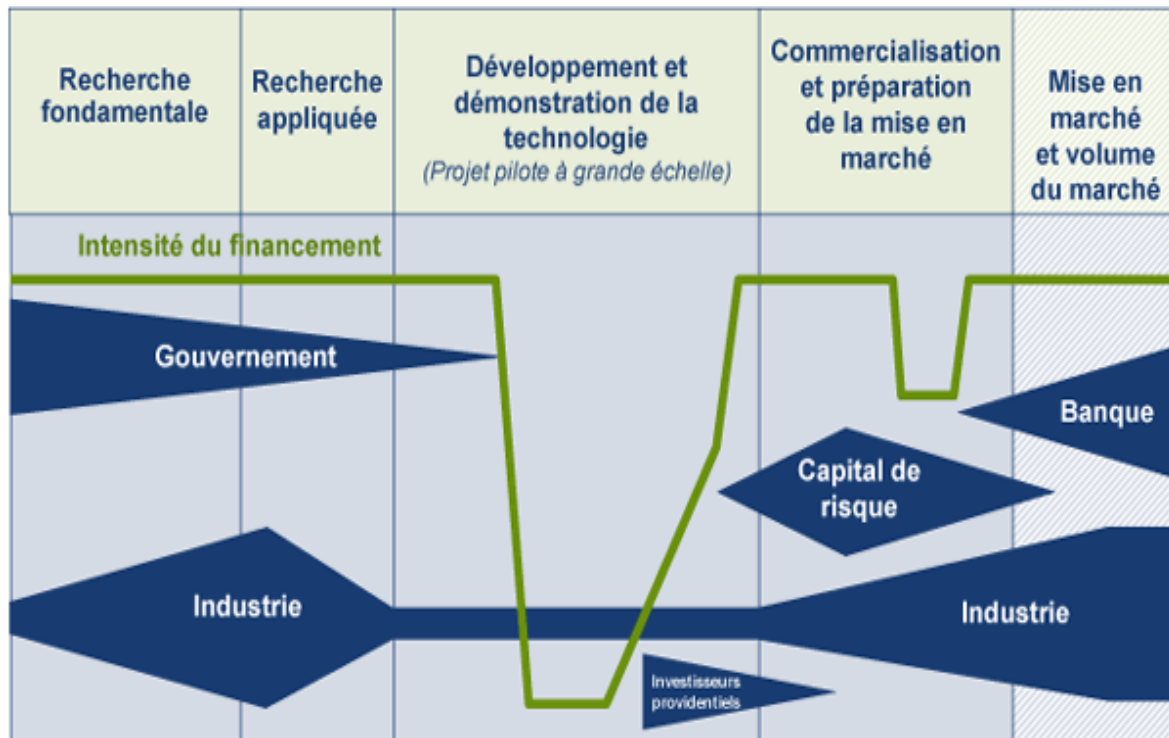 Recherche
fondamentale
Recherche
appliquée
Développement et
démonstration de la
technologie
(Projet pilote à grande échelle)
Commercialisation
et préparation
de la mise en
marché
Mise en
marché
et volume
du marché
Intensité du financement
Gouvernement
Banque
Capital de
risque
Industrie
Industrie
Investisseurs
providentiels